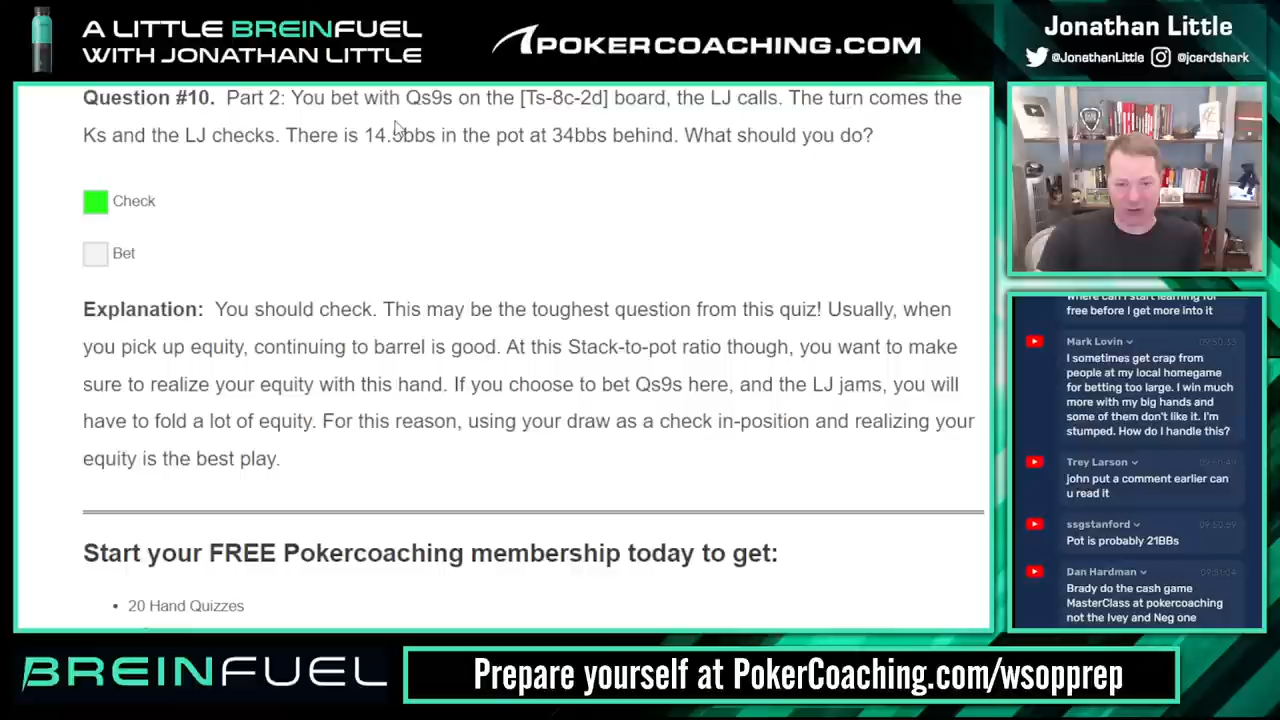 A LITTLE BREINFUEL
WITH JONATHAN LITTLE
POKERCOACHING.COM
Jonathan Little
@JonathanLittle @jcardshark
Question #10. Part 2: You bet with Qs9s on the [Ts-8c-2d] board, the LJ calls. The turn comes the
Ks and the LJ checks. There is 14.5bbs in the pot at 34bbs behind. What should you do?
Check
Bet
Explanation: You should check. This may be the toughest question from this quiz! Usually, when
you pick up equity, continuing to barrel is good. At this Stack-to-pot ratio though, you want to make
sure to realize your equity with this hand. If you choose to bet Qs9s here, and the LJ jams, you will
have to fold a lot of equity. For this reason, using your draw as a check in-position and realizing your
equity is the best play.
Start your FREE Pokercoaching membership today to get:
• 20 Hand Quizzes
where can I start learning for
free before I get more into it
Mark Lovin
I sometimes get crap from
people at my local homegame
for betting too large. I win much
more with my big hands and
some of them don't like it. I'm
stumped. How do I handle this?
Trey Larson
john put a comment earlier can
u read it
ssgstanford
Pot is probably 21BBs
Dan Hardman
Brady do the cash game
MasterClass at pokercoaching
not the Ivey and Neg one
BREINFUEL
Prepare yourself at PokerCoaching.com/wsopprep